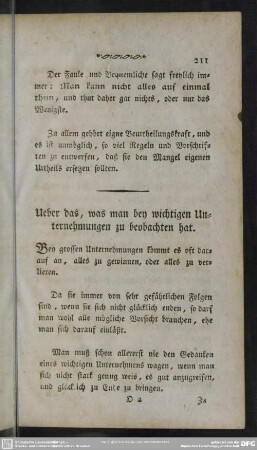 211
Der Faule und Bequemliche sagt freylich im-
mer: Man kann nicht alles auf einmal
thun, und thut daher gar nichts, oder nur das
Wenigste.
Zu allem gehört eigne Beurtheilungskraft, und
es ist unmöglich, so viel Regeln und Vorschrif-
ten zu entwerfen, daß sie den Mangel eigenen
Urtheils ersetzen sollten.
Ueber das, was man bey wichtigen Un-
ternehmungen zu beobachten hat.
Bey grossen Unternehmungen kömmt es oft dar-
auf an, alles zu gewinnen, oder alles zu ver-
lieren.
Da sie immer von sehr gefährlichen Folgen
sind, wenn sie sich nicht glücklich enden, so darf
man wohl alle mögliche Vorsicht brauchen, ehe
man sich darauf einläßt.
Man muß schon allererst nie den Gedanken
eines wichtigen Unternehmens wagen, wenn man
sich nicht stark genug weis, es gut anzugreifen,
und glücklich zu Ende zu bringen.
O 2 Zu